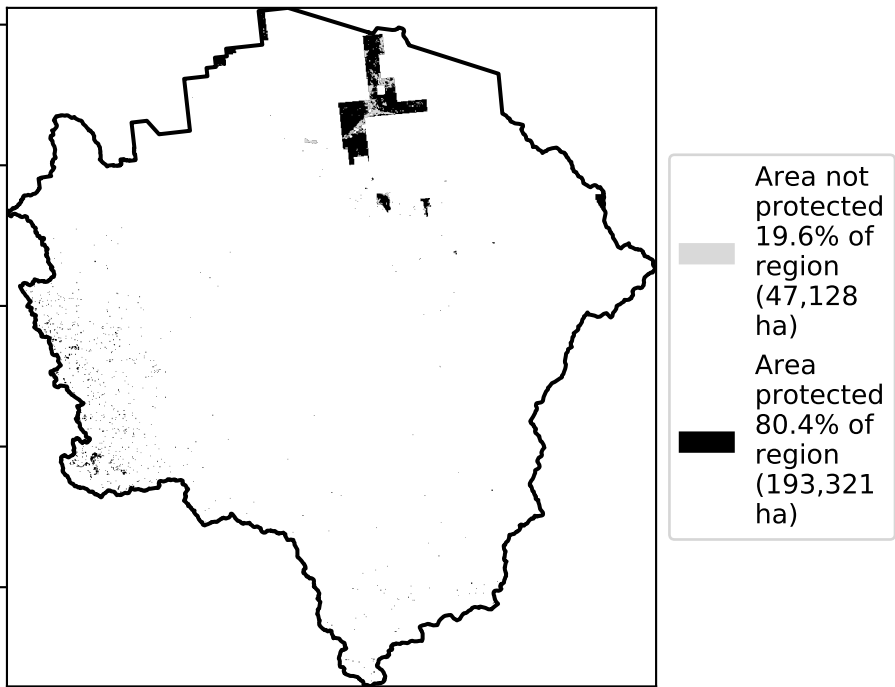 Area not
protected
19.6% of
region
(47,128
ha)
Area
protected
80.4% of
region
(193,321
ha)